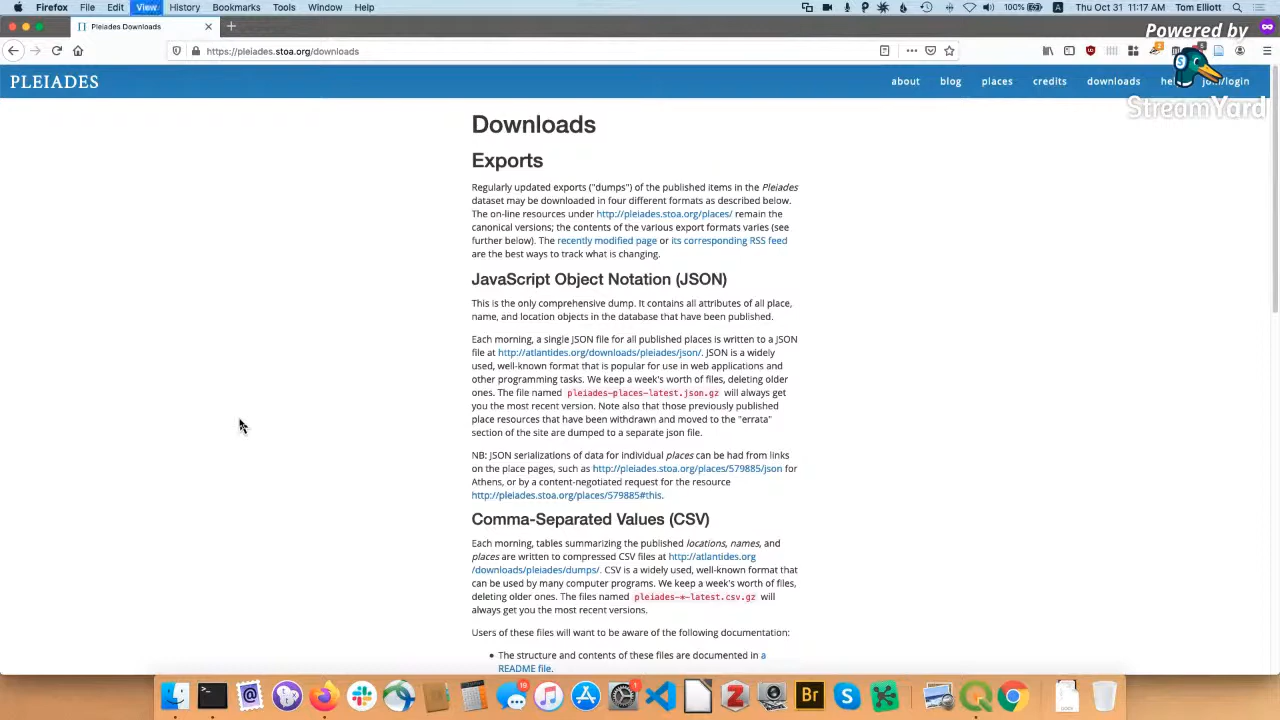 Firefox File Edit View History Bookmarks Tools Window Help 100% Thu Oct 31 11:17 AM Tom Elliott
Pleiades Downloads
https://pleiades.stoa.org/downloads
Powered by
StreamYard
PLEIADES
about blog places credits downloads join/login
Downloads
Exports
Regularly updated exports ("dumps") of the published items in the Pleiades
dataset may be downloaded in four different formats as described below.
The on-line resources under http://pleiades.stoa.org/places/ remain the
canonical versions; the contents of the various export formats varies (see
further below). The recently modified page or its corresponding RSS feed
are the best ways to track what is changing.
JavaScript Object Notation (JSON)
This is the only comprehensive dump. It contains all attributes of all place,
name, and location objects in the database that have been published.
Each morning, a single JSON file for all published places is written to a JSON
file at http://atlantides.org/downloads/pleiades/json/. JSON is a widely
used, well-known format that is popular for use in web applications and
other programming tasks. We keep a week's worth of files, deleting older
ones. The file named pleiades-places-latest.json.gz will always get
you the most recent version. Note also that those previously published
place resources that have been withdrawn and moved to the "errata"
section of the site are dumped to a separate json file.
NB: JSON serializations of data for individual places can be had from links
on the place pages, such as http://pleiades.stoa.org/places/579885/json for
Athens, or by a content-negotiated request for the resource
http://pleiades.stoa.org/places/579885#this.
Comma-Separated Values (CSV)
Each morning, tables summarizing the published locations, names, and
places are written to compressed CSV files at http://atlantides.org
/downloads/pleiades/dumps/. CSV is a widely used, well-known format that
can be used by many computer programs. We keep a week's worth of files,
deleting older ones. The files named pleiades-*-latest.csv.gz will
always get you the most recent versions.
Users of these files will want to be aware of the following documentation:
• The structure and contents of these files are documented in a
README file.
19
1
Br